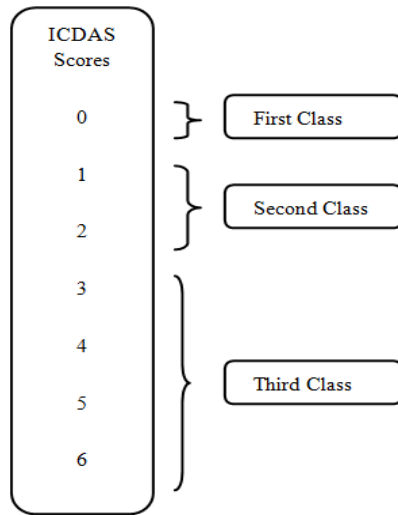 ICDAS
Scores
0
First Class
1
Second Class
2
3
4
Third Class
5
6